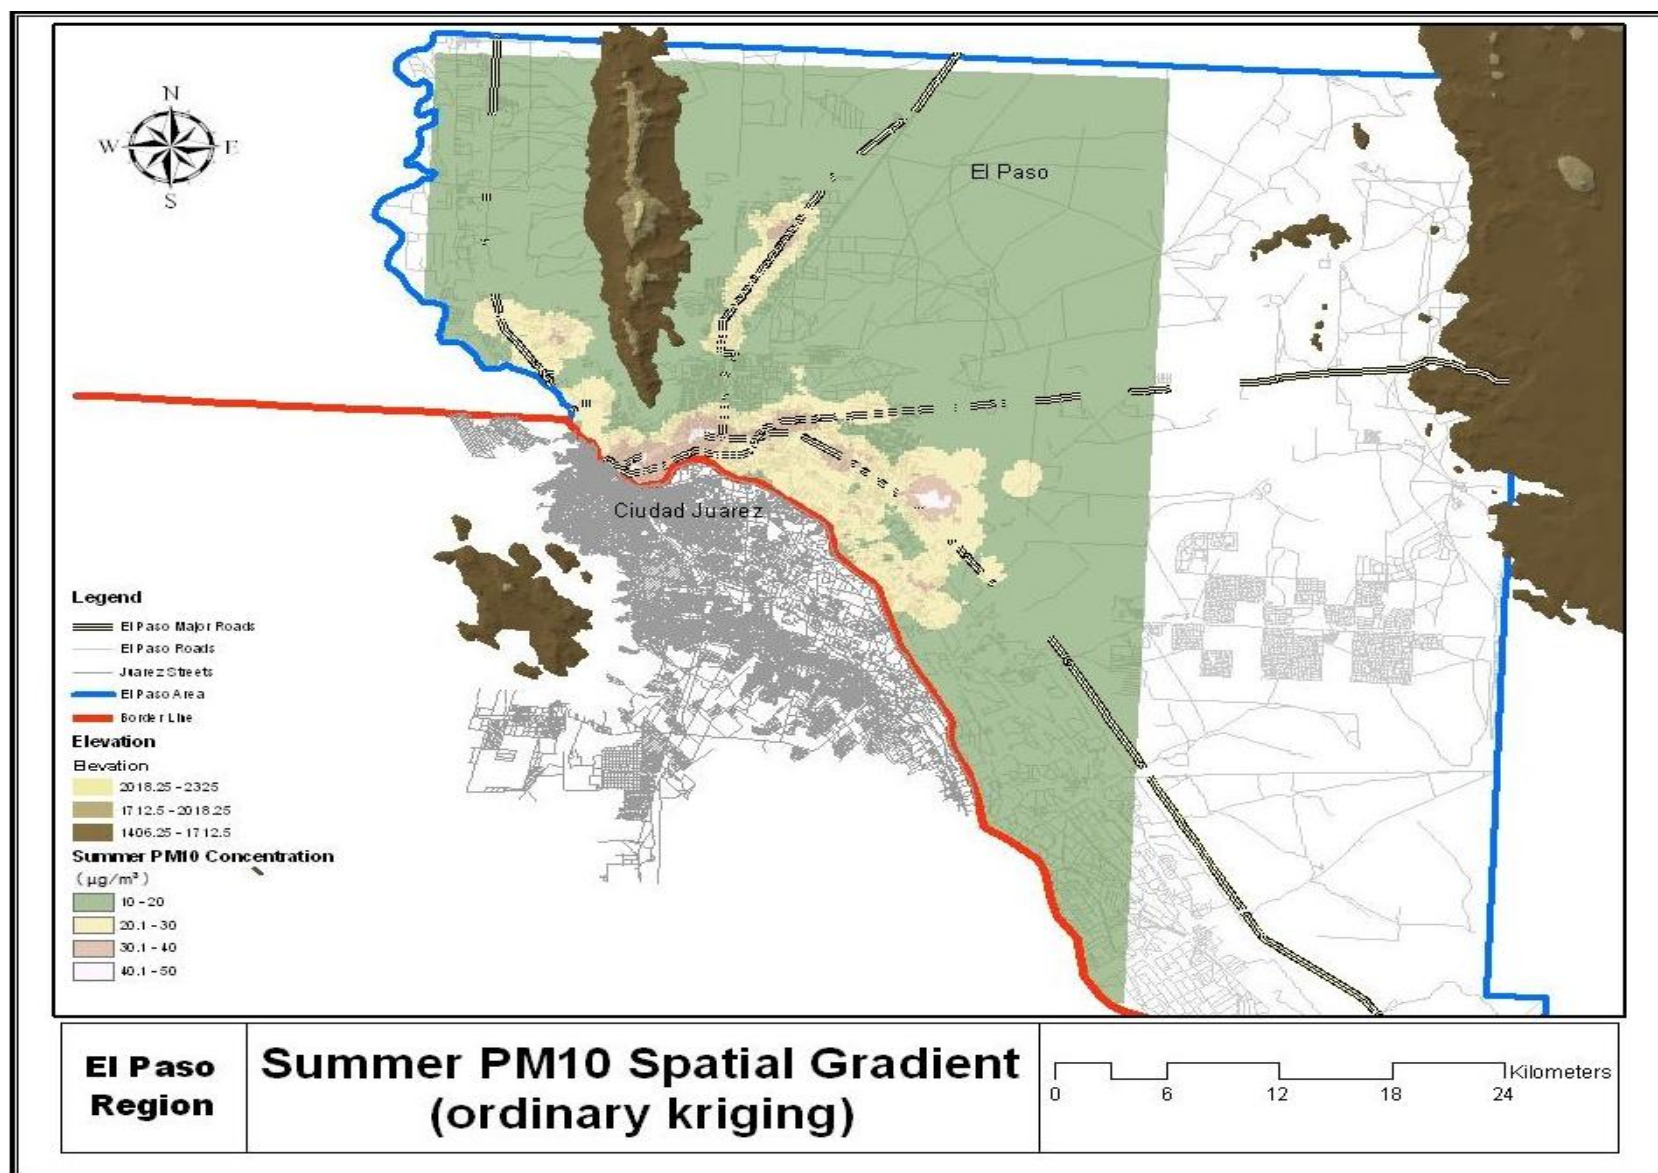 N
W E
S
El Paso
Ciudad Juarez
Legend
El Paso Major Roads
El Paso Roads
Juarez Streets
El Paso Area
Border Line
Elevation
Elevation
2018.25 - 2325
1712.5 - 2018.25
1406.25 - 1712.5
Summer PM10 Concentration
(µg/m³)
10 - 20
20.1 - 30
30.1 - 40
40.1 - 50
El Paso
Region
Summer PM10 Spatial Gradient
(ordinary kriging)
Kilometers
0 6 12 18 24